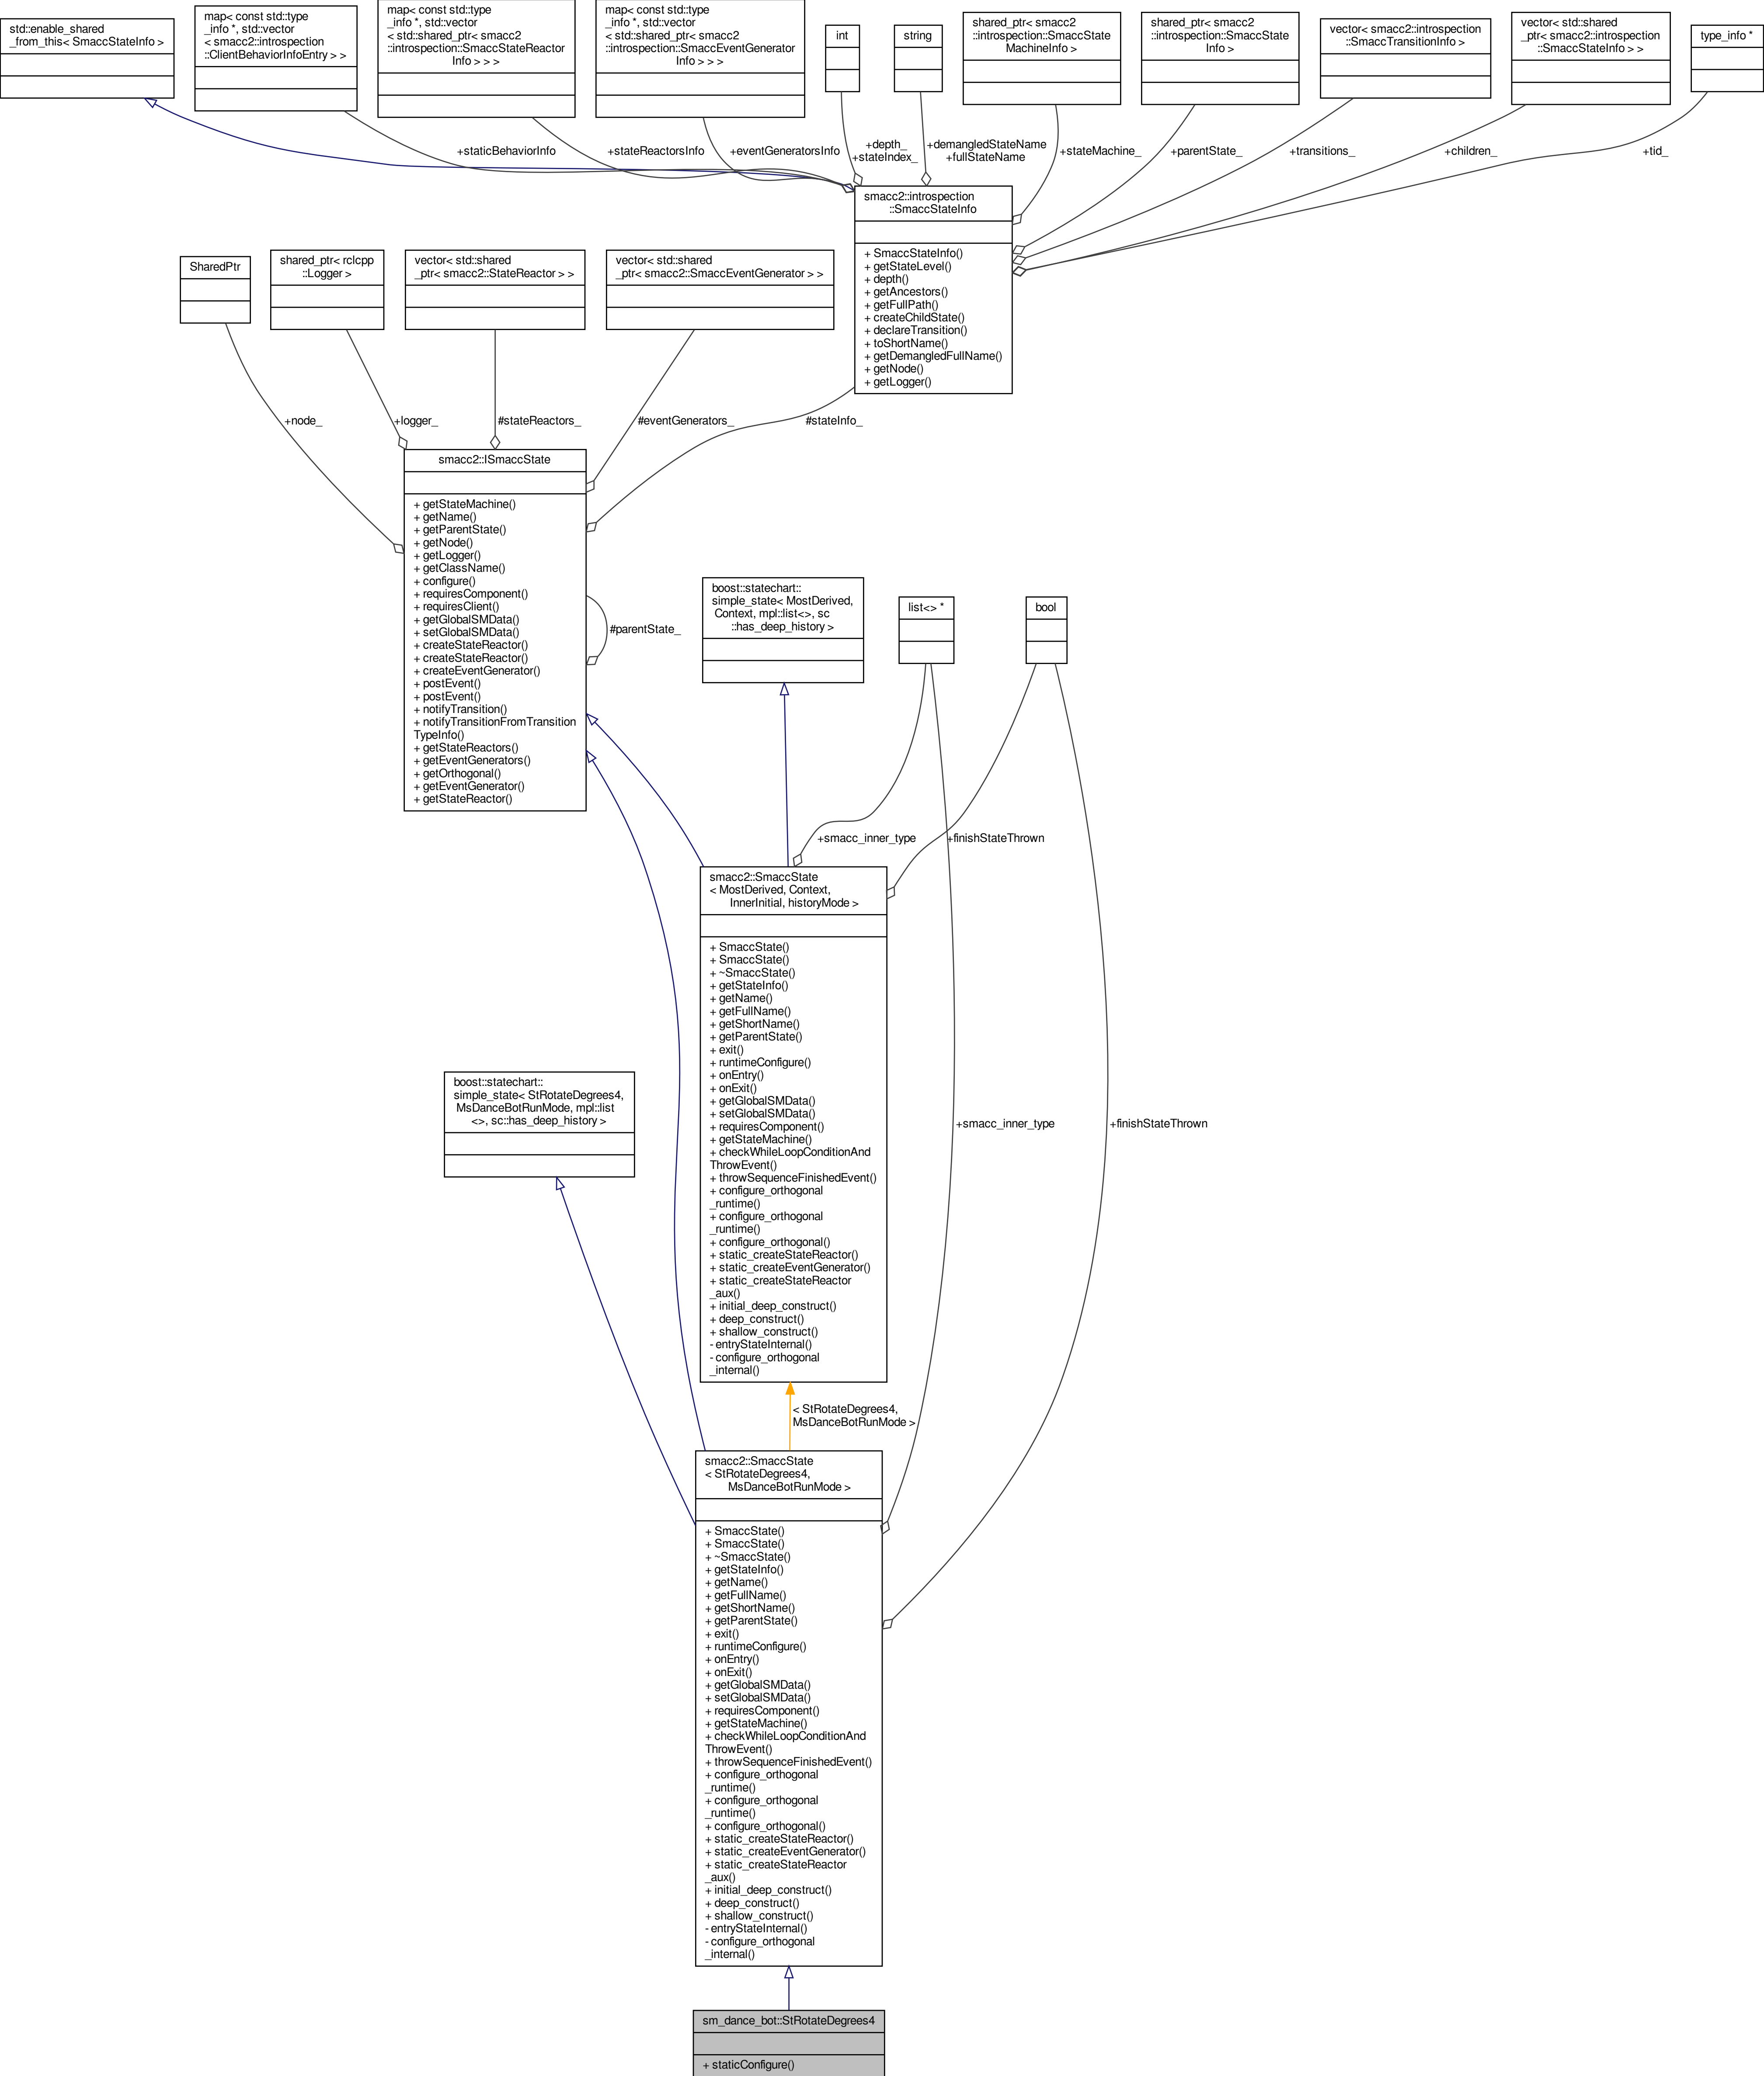 std::enable_shared
_from_this< SmaccStateInfo >
map< const std::type
_info *, std::vector
< smacc2::introspection
::ClientBehaviorInfoEntry > >
map< const std::type
_info *, std::vector
< std::shared_ptr< smacc2
::introspection::SmaccStateReactor
Info > > >
map< const std::type
_info *, std::vector
< std::shared_ptr< smacc2
::introspection::SmaccEventGenerator
Info > > >
int
string
shared_ptr< smacc2
::introspection::SmaccState
MachineInfo >
shared_ptr< smacc2
::introspection::SmaccState
Info >
vector< smacc2::introspection
::SmaccTransitionInfo >
vector< std::shared
_ptr< smacc2::introspection
::SmaccStateInfo > >
type_info *
+staticBehaviorInfo
+stateReactorsInfo
+eventGeneratorsInfo
+depth_
+stateIndex_
+demangledStateName
+fullStateName
+stateMachine_
+parentState_
+transitions_
+children_
+tid_
smacc2::introspection
::SmaccStateInfo
+ SmaccStateInfo()
+ getStateLevel()
+ depth()
+ getAncestors()
+ getFullPath()
+ createChildState()
+ declareTransition()
+ toShortName()
+ getDemangledFullName()
+ getNode()
+ getLogger()
SharedPtr
shared_ptr< rclcpp
::Logger >
vector< std::shared
_ptr< smacc2::StateReactor > >
vector< std::shared
_ptr< smacc2::SmaccEventGenerator > >
+node_
+logger_
#stateReactors_
#eventGenerators_
#stateInfo_
smacc2::ISmaccState
+ getStateMachine()
+ getName()
+ getParentState()
+ getNode()
+ getLogger()
+ getClassName()
+ configure()
+ requiresComponent()
+ requiresClient()
+ getGlobalSMData()
+ setGlobalSMData()
+ createStateReactor()
+ createStateReactor()
+ createEventGenerator()
+ postEvent()
+ postEvent()
+ notifyTransition()
+ notifyTransitionFromTransition
TypeInfo()
+ getStateReactors()
+ getEventGenerators()
+ getOrthogonal()
+ getEventGenerator()
+ getStateReactor()
#parentState_
boost::statechart::
simple_state< MostDerived,
Context, mpl::list<>, sc
::has_deep_history >
list<> *
bool
+smacc_inner_type
+finishStateThrown
smacc2::SmaccState
< MostDerived, Context,
InnerInitial, historyMode >
+ SmaccState()
+ SmaccState()
+ ~SmaccState()
+ getStateInfo()
+ getName()
+ getFullName()
+ getShortName()
+ getParentState()
+ exit()
+ runtimeConfigure()
+ onEntry()
+ onExit()
+ getGlobalSMData()
+ setGlobalSMData()
+ requiresComponent()
+ getStateMachine()
+ checkWhileLoopConditionAnd
ThrowEvent()
+ throwSequenceFinishedEvent()
+ configure_orthogonal
_runtime()
+ configure_orthogonal
_runtime()
+ configure_orthogonal()
+ static_createStateReactor()
+ static_createEventGenerator()
+ static_createStateReactor
_aux()
+ initial_deep_construct()
+ deep_construct()
+ shallow_construct()
- entryStateInternal()
- configure_orthogonal
_internal()
boost::statechart::
simple_state< StRotateDegrees4,
MsDanceBotRunMode, mpl::list
<>, sc::has_deep_history >
+smacc_inner_type
+finishStateThrown
< StRotateDegrees4,
MsDanceBotRunMode >
smacc2::SmaccState
< StRotateDegrees4,
MsDanceBotRunMode >
+ SmaccState()
+ SmaccState()
+ ~SmaccState()
+ getStateInfo()
+ getName()
+ getFullName()
+ getShortName()
+ getParentState()
+ exit()
+ runtimeConfigure()
+ onEntry()
+ onExit()
+ getGlobalSMData()
+ setGlobalSMData()
+ requiresComponent()
+ getStateMachine()
+ checkWhileLoopConditionAnd
ThrowEvent()
+ throwSequenceFinishedEvent()
+ configure_orthogonal
_runtime()
+ configure_orthogonal
_runtime()
+ configure_orthogonal()
+ static_createStateReactor()
+ static_createEventGenerator()
+ static_createStateReactor
_aux()
+ initial_deep_construct()
+ deep_construct()
+ shallow_construct()
- entryStateInternal()
- configure_orthogonal
_internal()
sm_dance_bot::StRotateDegrees4
+ staticConfigure()